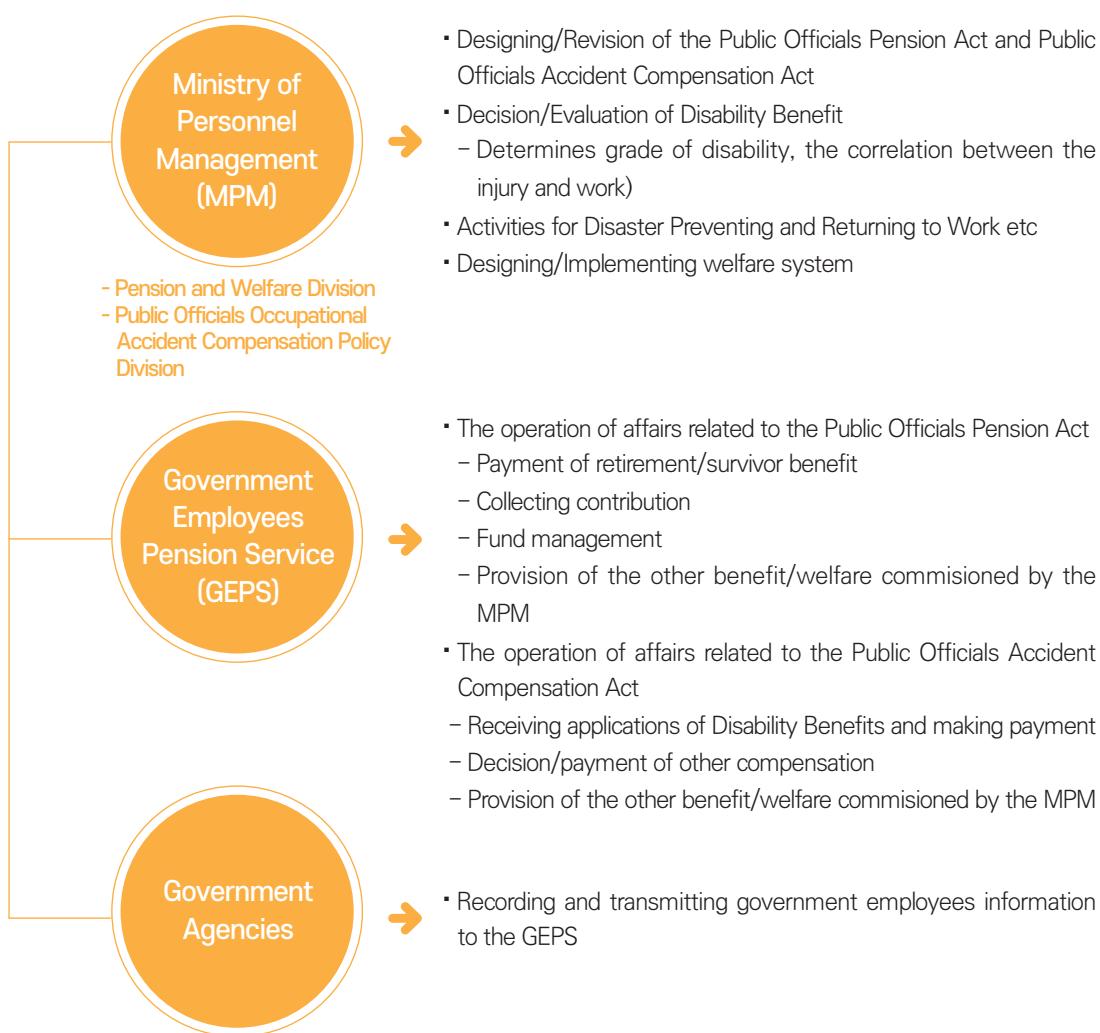 Ministry of
Personnel
Management
(MPM)
- Pension and Welfare Division
- Public Officials Occupational
Accident Compensation Policy
Division
▪ Designing/Revision of the Public Officials Pension Act and Public
Officials Accident Compensation Act
▪ Decision/Evaluation of Disability Benefit
– Determines grade of disability, the correlation between the
injury and work)
▪ Activities for Disaster Preventing and Returning to Work etc
▪ Designing/Implementing welfare system
Government
Employees
Pension Service
(GEPS)
▪ The operation of affairs related to the Public Officials Pension Act
– Payment of retirement/survivor benefit
– Collecting contribution
– Fund management
– Provision of the other benefit/welfare commisioned by the
MPM
▪ The operation of affairs related to the Public Officials Accident
Compensation Act
– Receiving applications of Disability Benefits and making payment
– Decision/payment of other compensation
– Provision of the other benefit/welfare commisioned by the MPM
Government
Agencies
▪ Recording and transmitting government employees information
to the GEPS